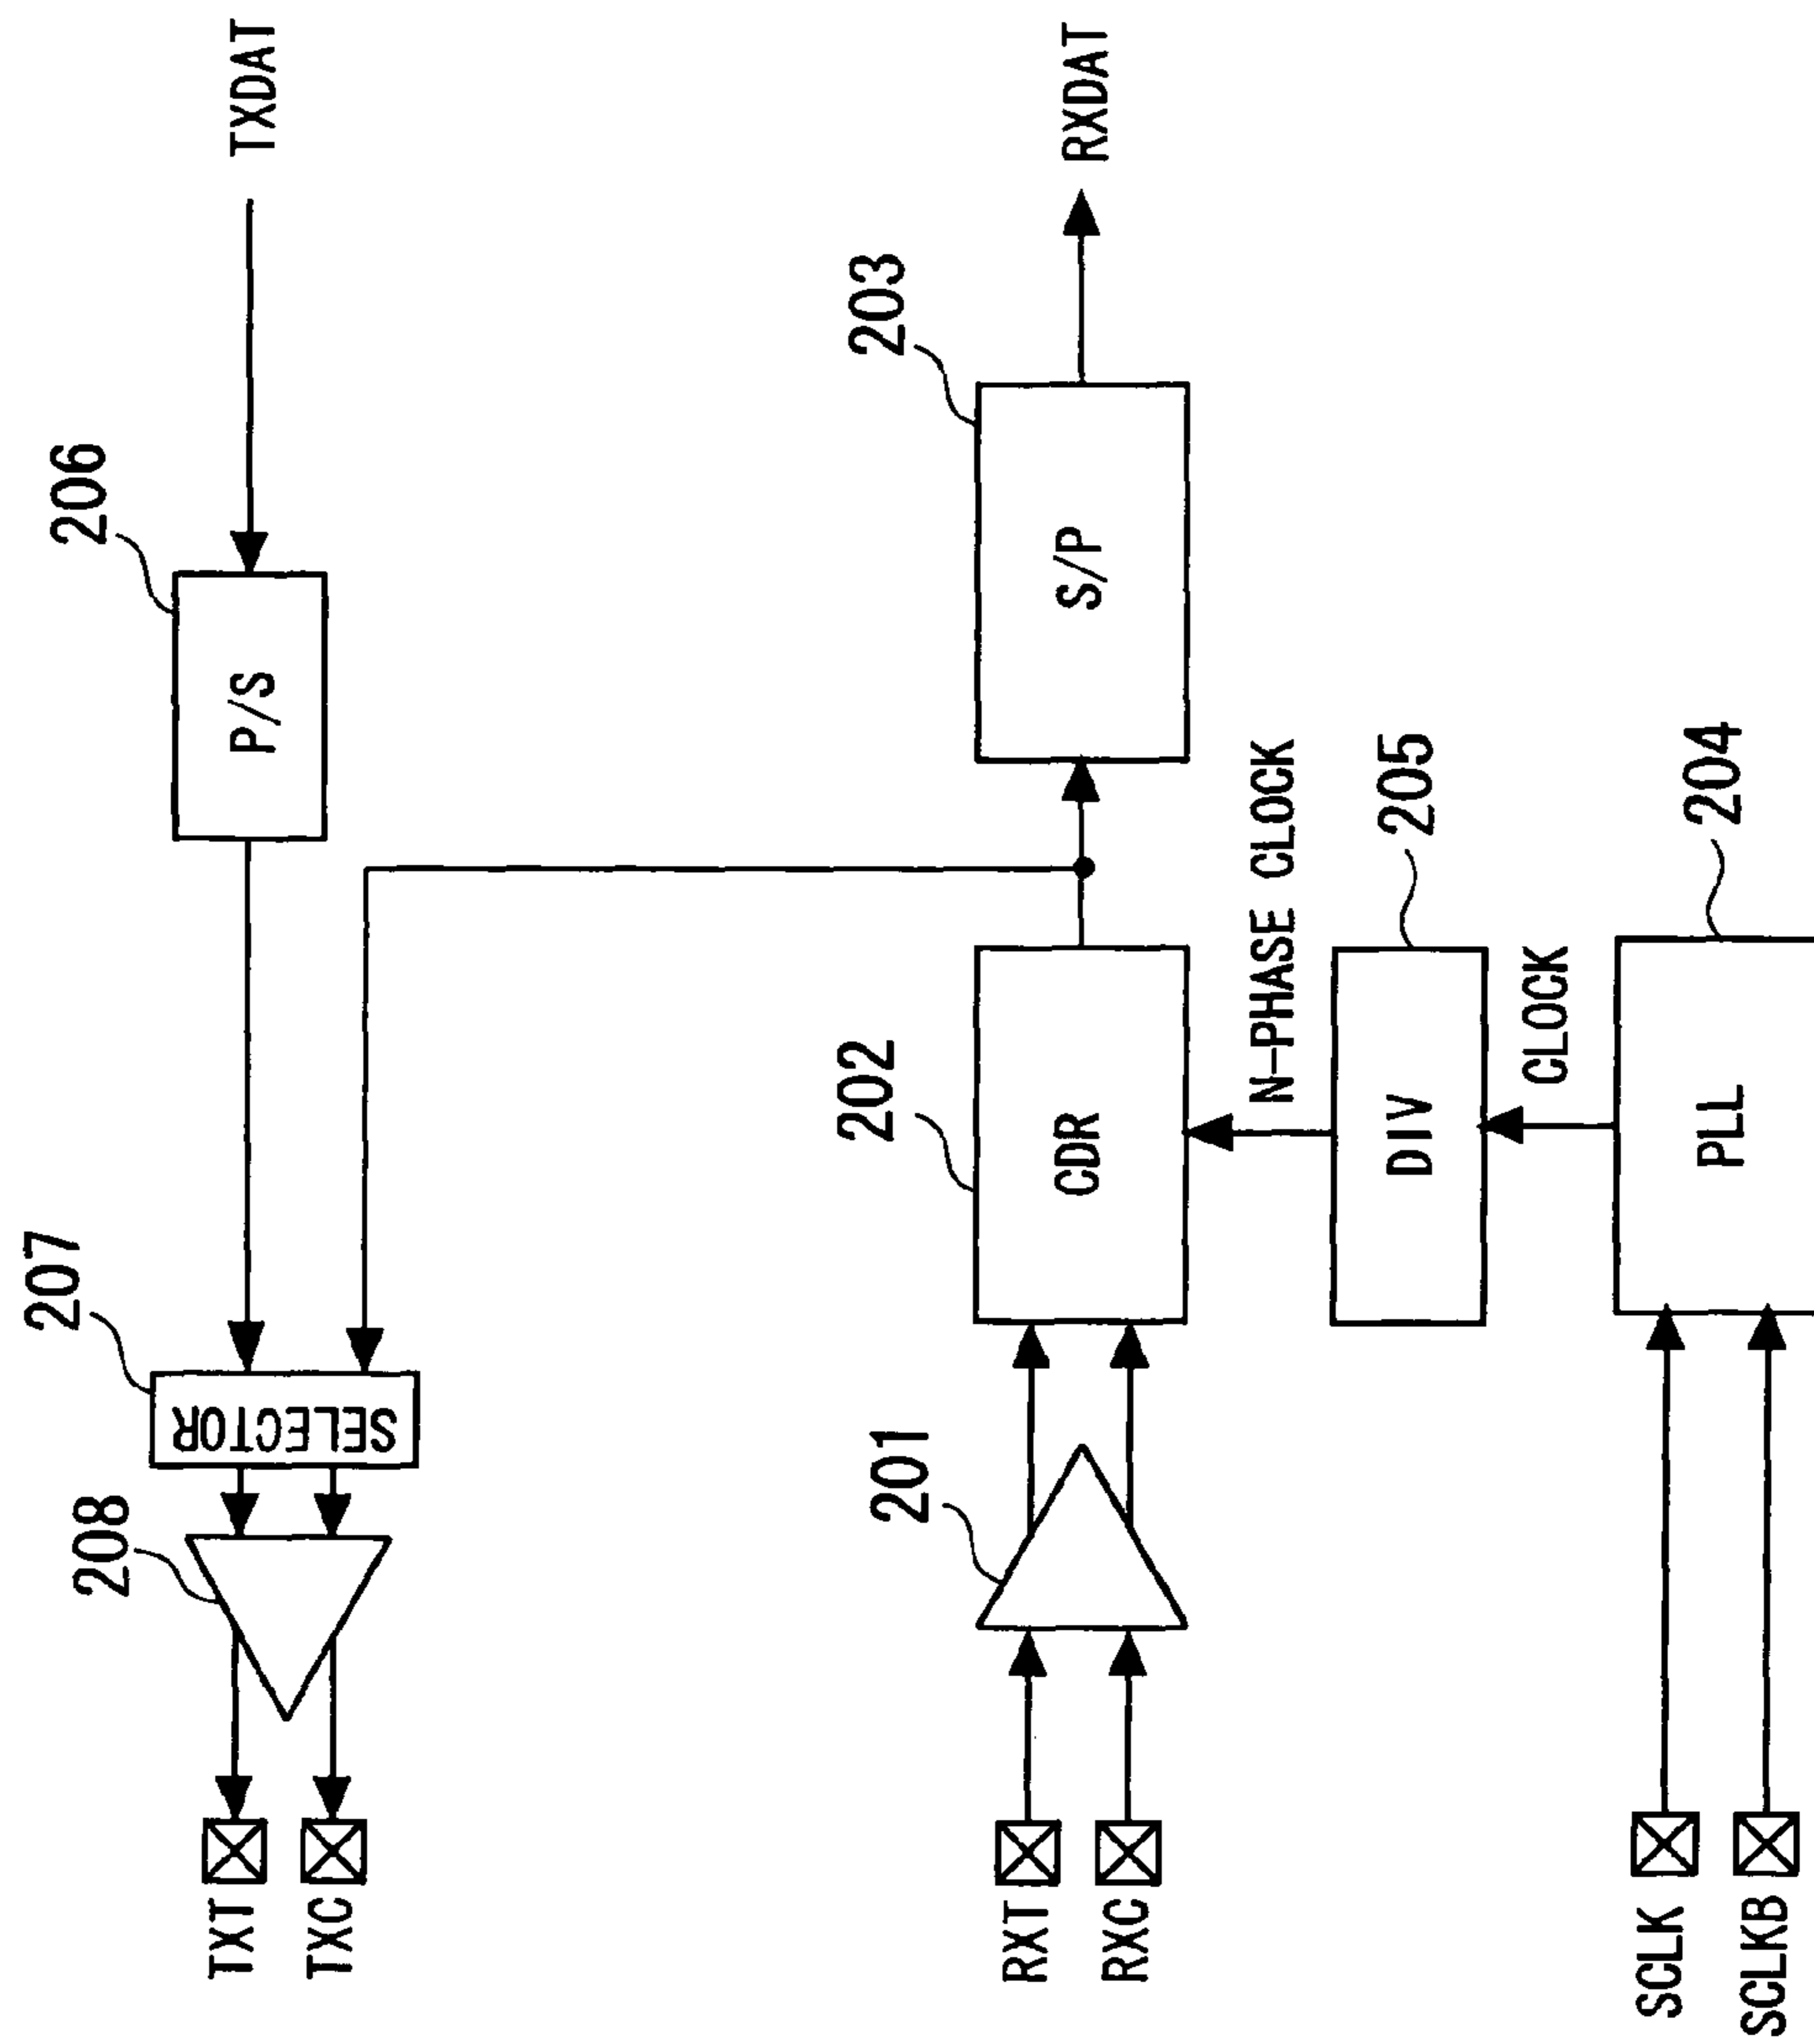 TXT
TXC
208
207
SELECTOR
206
P/S
TXDAT
RXT
RXC
201
202
CDR
203
S/P
RXDAT
N-PHASE CLOCK
205
DIV
CLOCK
204
PLL
SCLK
SCLKB